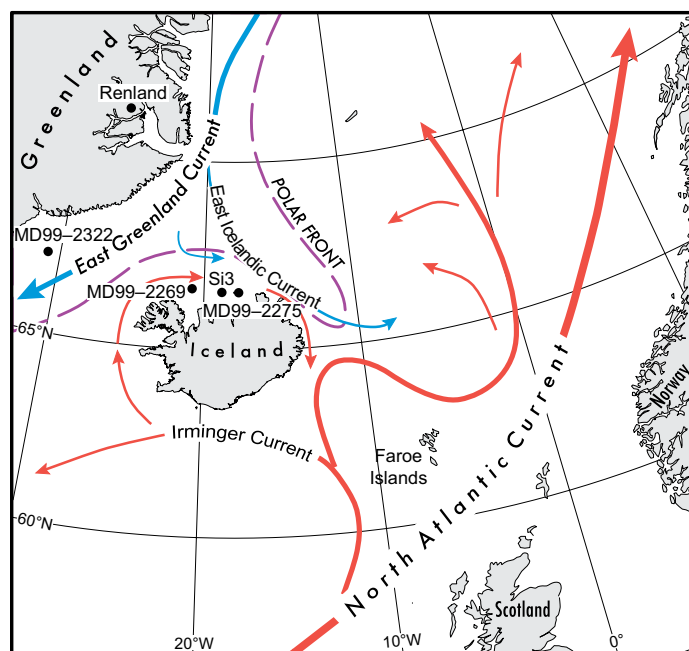 Greenland
Renland
East Greenland Current
MD99–2322
East Icelandic Current
POLAR FRONT
MD99–2269
Si3
MD99–2275
65°N
Iceland
Irminger Current
Faroe
Islands
Norway
North Atlantic Current
60°N
Scotland
20°W
10°W
0°